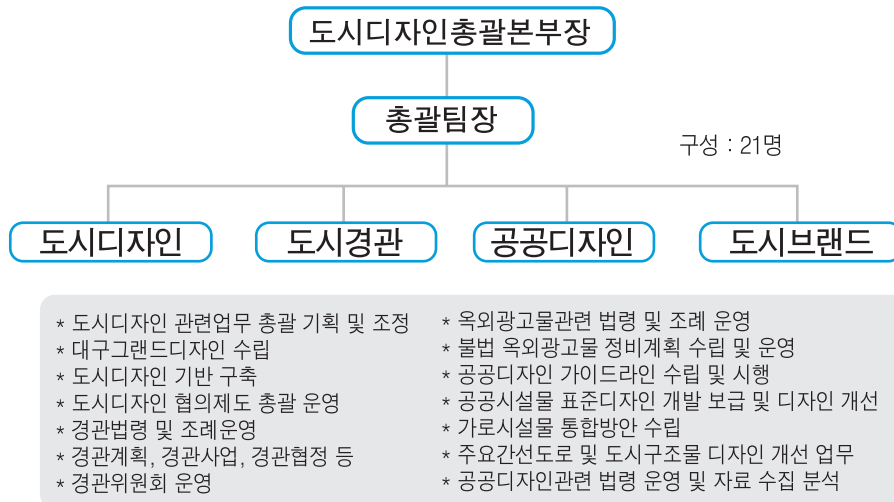 도시디자인총괄본부장
총괄팀장
구성 : 21명
도시디자인
도시경관
공공디자인
도시브랜드
* 도시디자인 관련업무 총괄 기획 및 조정
* 대구그랜드디자인 수립
* 도시디자인 기반 구축
* 도시디자인 협의제도 총괄 운영
* 경관법령 및 조례운영
* 경관계획, 경관사업, 경관협정 등
* 경관위원회 운영
* 옥외광고물관련 법령 및 조례 운영
* 불법 옥외광고물 정비계획 수립 및 운영
* 공공디자인 가이드라인 수립 및 시행
* 공공시설물 표준디자인 개발 보급 및 디자인 개선
* 가로시설물 통합방안 수립
* 주요간선도로 및 도시구조물 디자인 개선 업무
* 공공디자인관련 법령 운영 및 자료 수집 분석